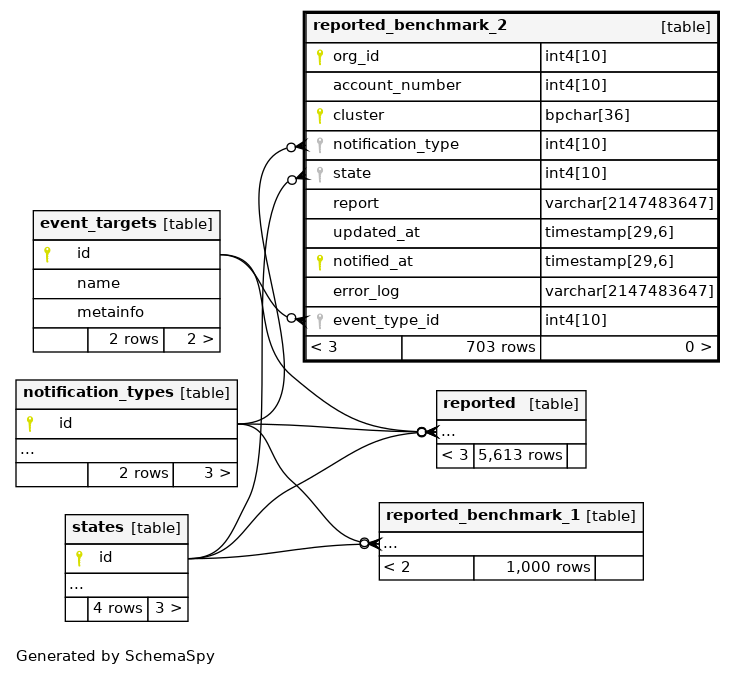 reported_benchmark_2 [table]
org_id int4[10]
account_number int4[10]
cluster bpchar[36]
notification_type int4[10]
state int4[10]
report varchar[2147483647]
updated_at timestamp[29,6]
notified_at timestamp[29,6]
error_log varchar[2147483647]
event_type_id int4[10]
< 3 703 rows 0 >
event_targets [table]
id
name
metainfo
2 rows 2 >
notification_types [table]
id
...
2 rows 3 >
reported [table]
...
< 3 5,613 rows
states [table]
id
...
4 rows 3 >
reported_benchmark_1 [table]
...
< 2 1,000 rows
Generated by SchemaSpy